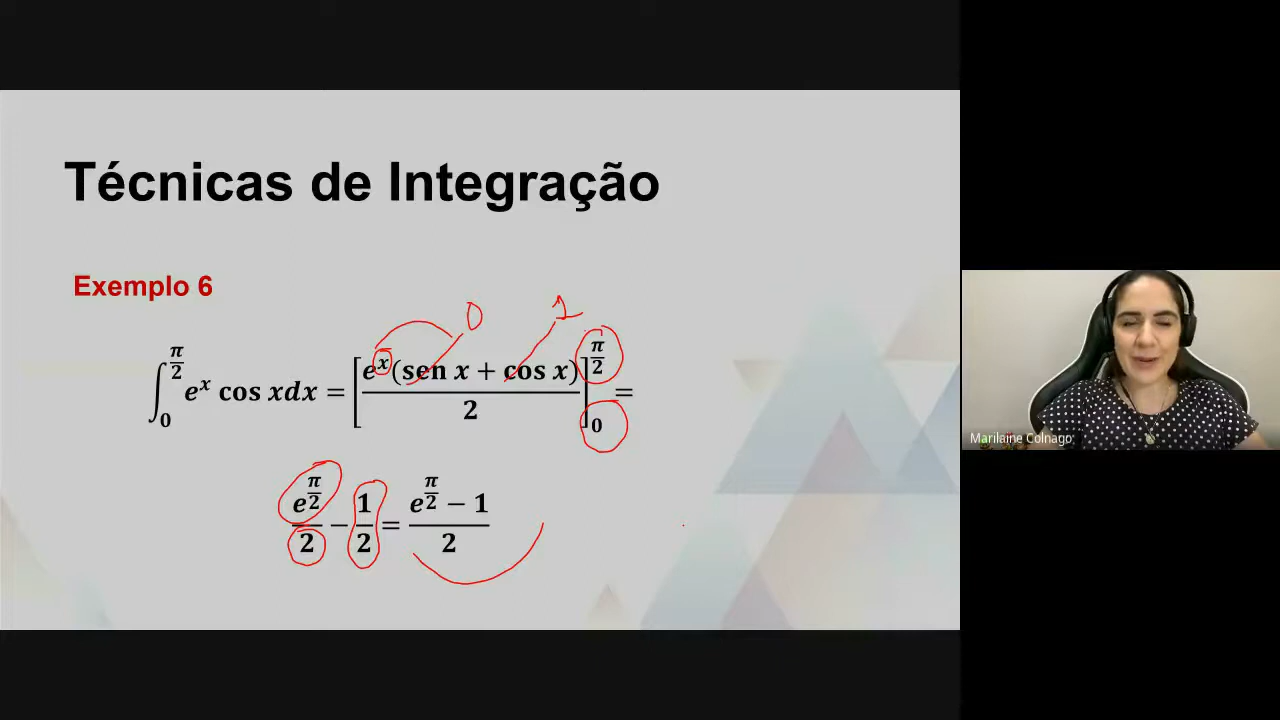 Técnicas de Integração
Exemplo 6
0 1
∫₀^(π/2) eˣ cos xdx = [eˣ(sen x + cos x)/2]₀^(π/2) =
e^(π/2)/2 − 1/2 = (e^(π/2) − 1)/2
Marilaine Colnago